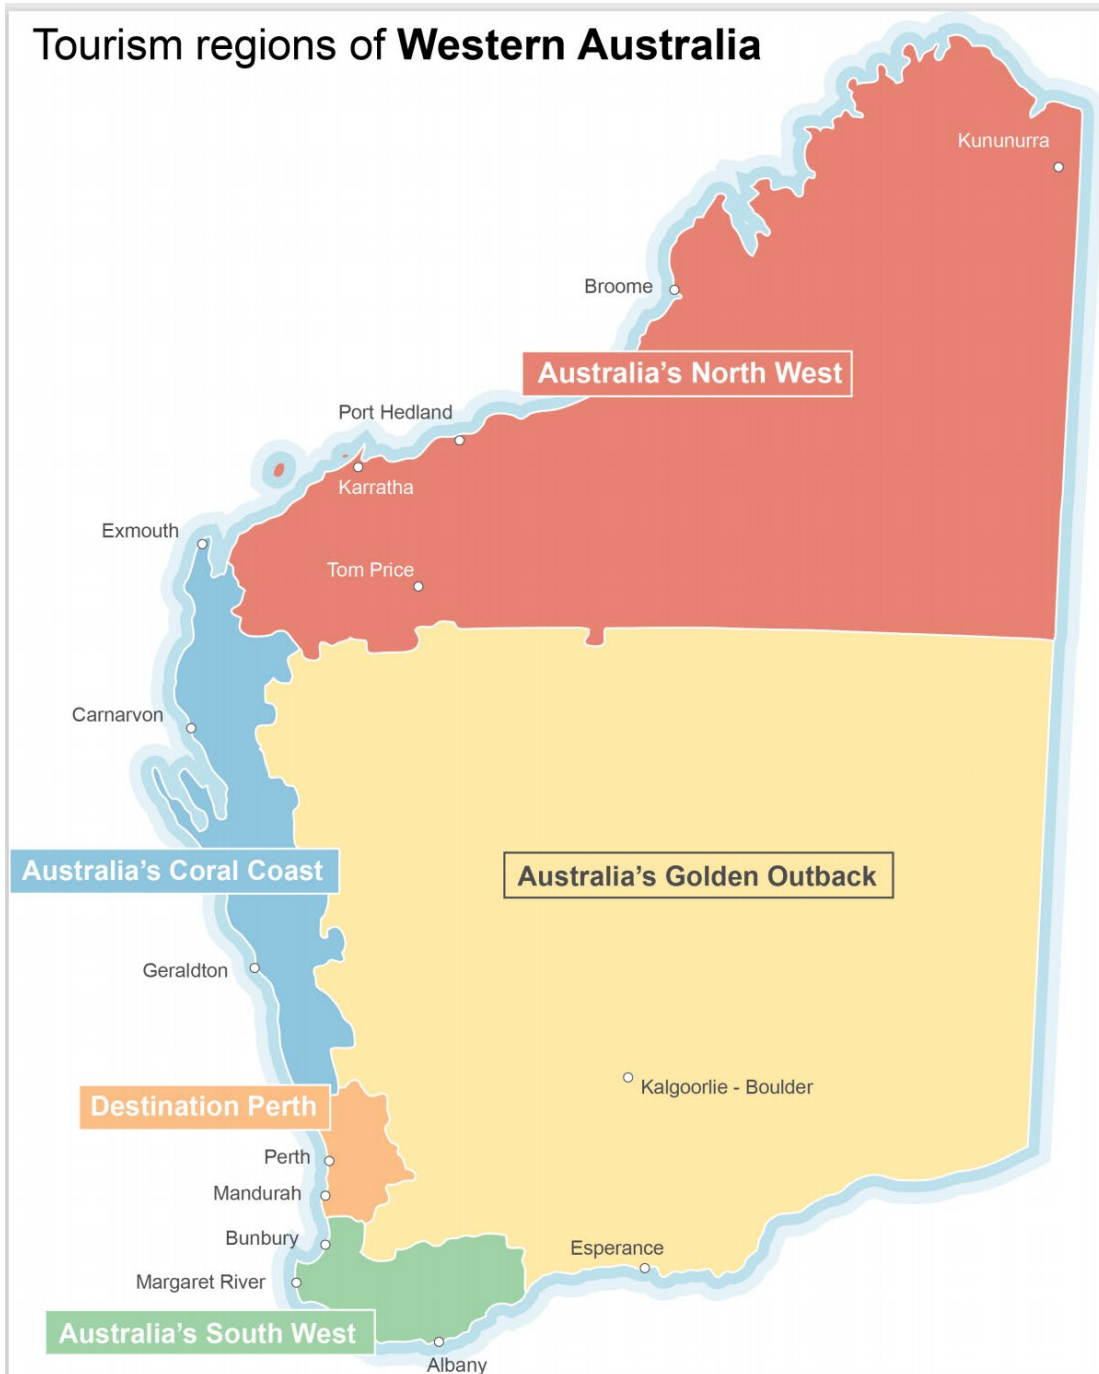 Tourism regions of Western Australia
Kununurra
Broome
Australia's North West
Port Hedland
Karratha
Exmouth
Tom Price
Carnarvon
Australia's Coral Coast
Australia's Golden Outback
Geraldton
Kalgoorlie - Boulder
Destination Perth
Perth
Mandurah
Bunbury
Esperance
Margaret River
Australia's South West
Albany